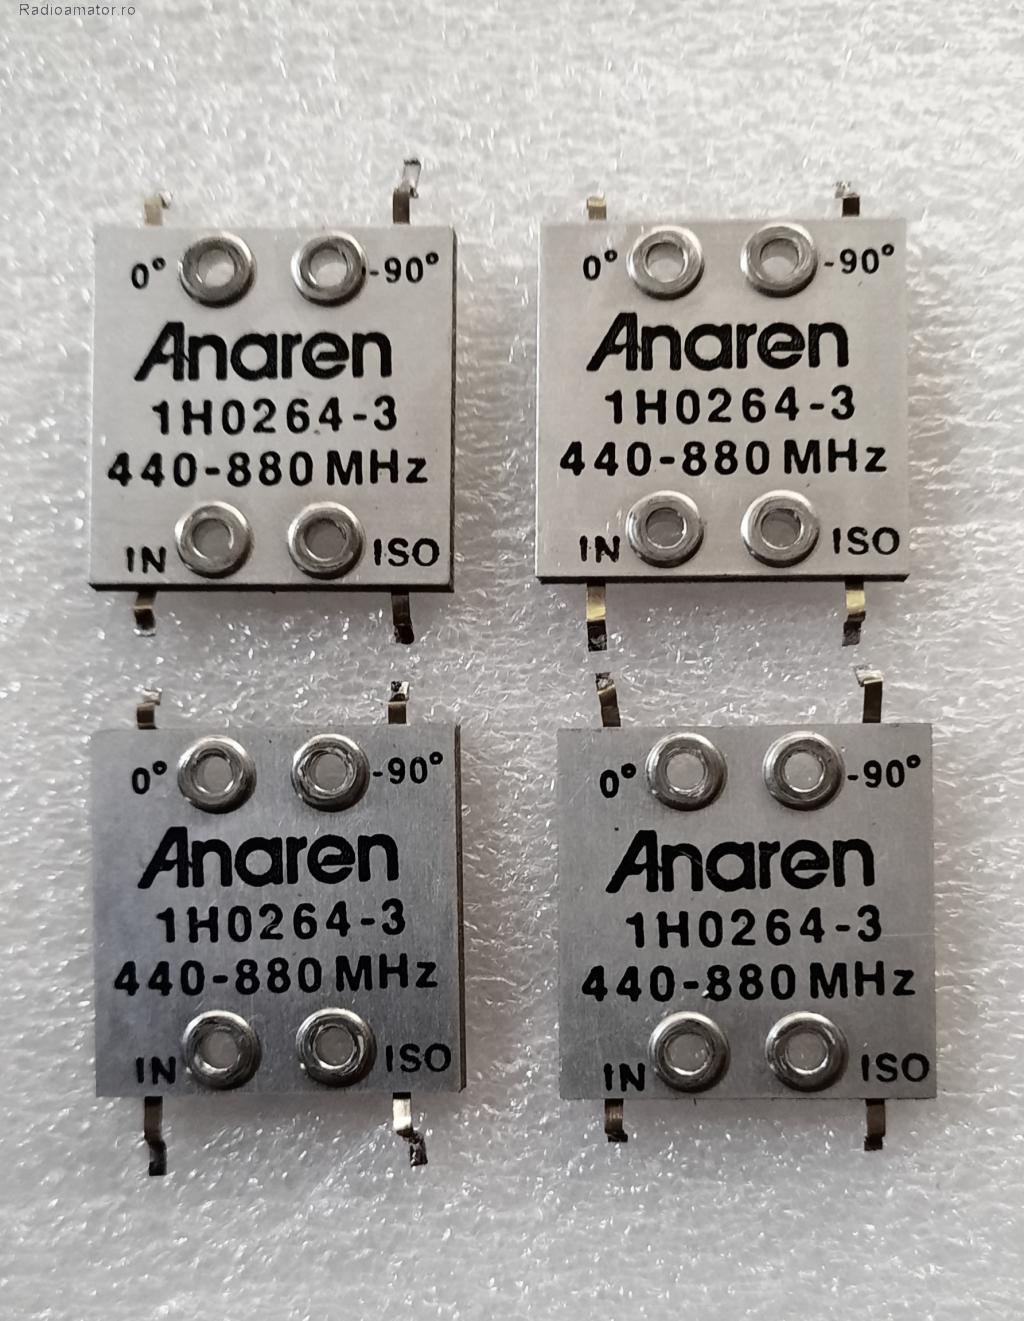 Radioamator.ro
0° -90°
Anaren
1H0264-3
440-880 MHz
IN ISO
0° -90°
Anaren
1H0264-3
440-880 MHz
IN ISO
0° -90°
Anaren
1H0264-3
440-880 MHz
IN ISO
0° -90°
Anaren
1H0264-3
440-880 MHz
IN ISO